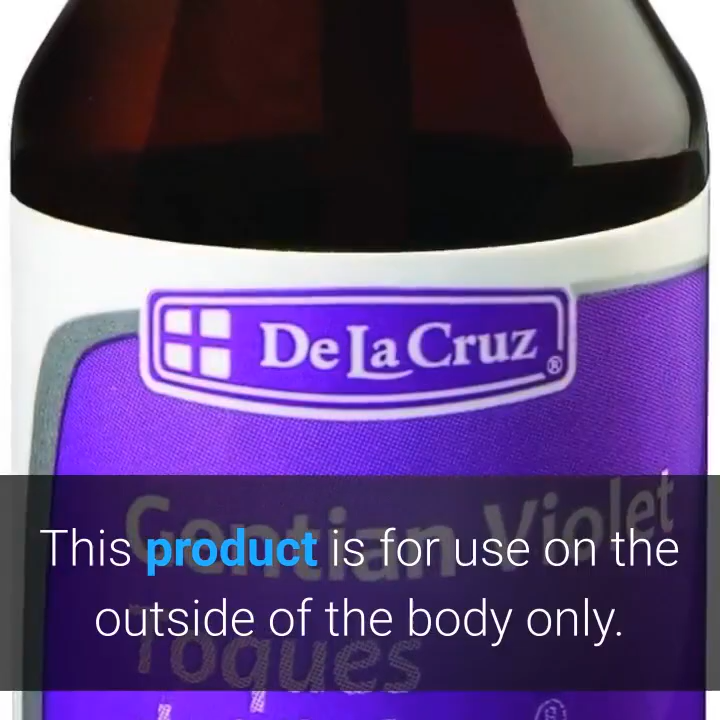 De La Cruz®
Gentian Violet
This product is for use on the
outside of the body only.
Toques